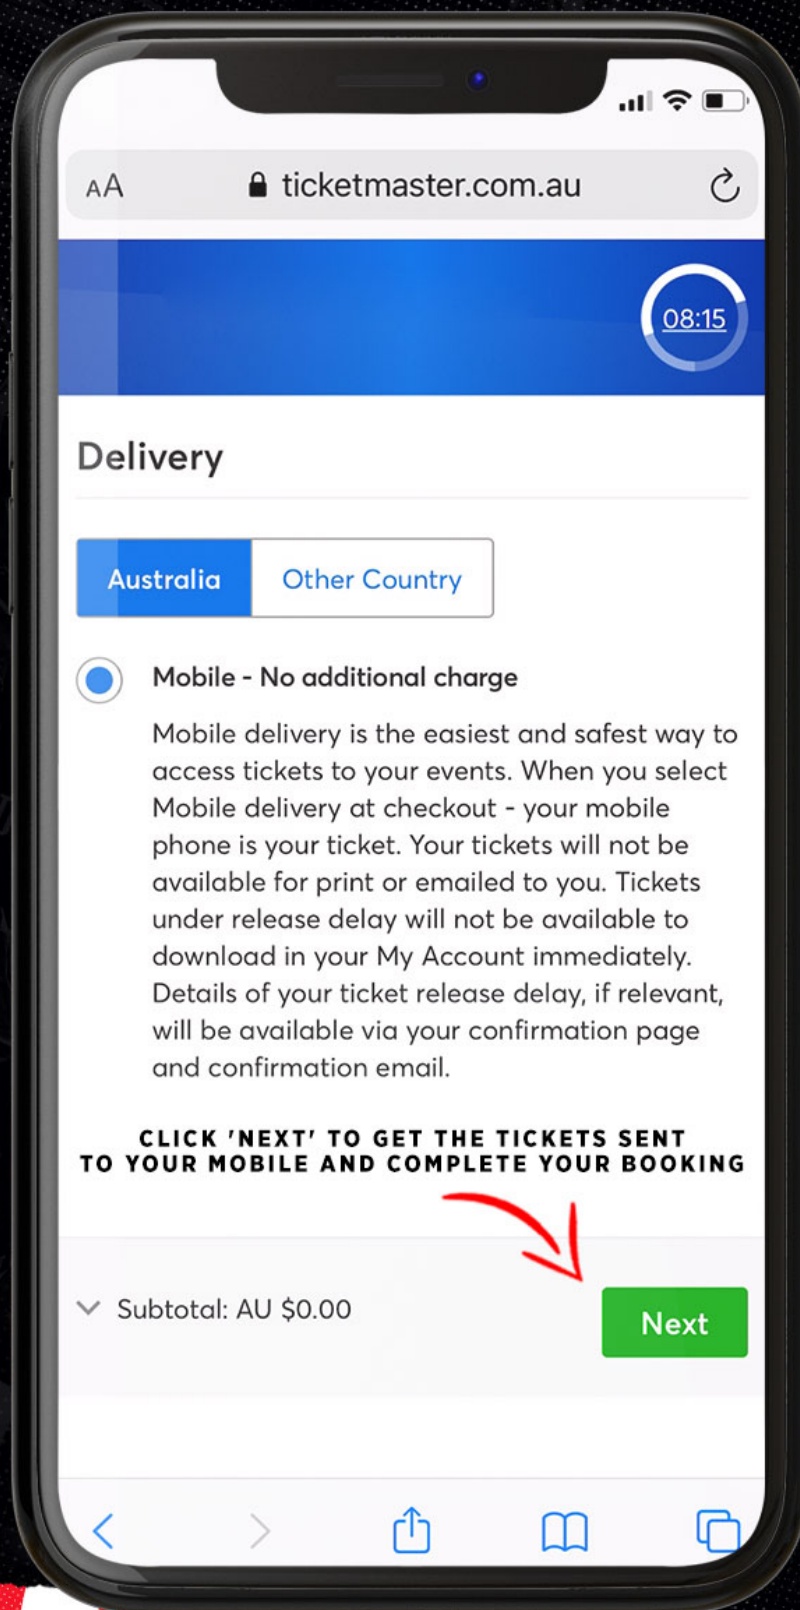 AA ticketmaster.com.au
08:15
Delivery
Australia Other Country
Mobile - No additional charge
Mobile delivery is the easiest and safest way to
access tickets to your events. When you select
Mobile delivery at checkout - your mobile
phone is your ticket. Your tickets will not be
available for print or emailed to you. Tickets
under release delay will not be available to
download in your My Account immediately.
Details of your ticket release delay, if relevant,
will be available via your confirmation page
and confirmation email.
CLICK 'NEXT' TO GET THE TICKETS SENT
TO YOUR MOBILE AND COMPLETE YOUR BOOKING
Subtotal: AU $0.00 Next